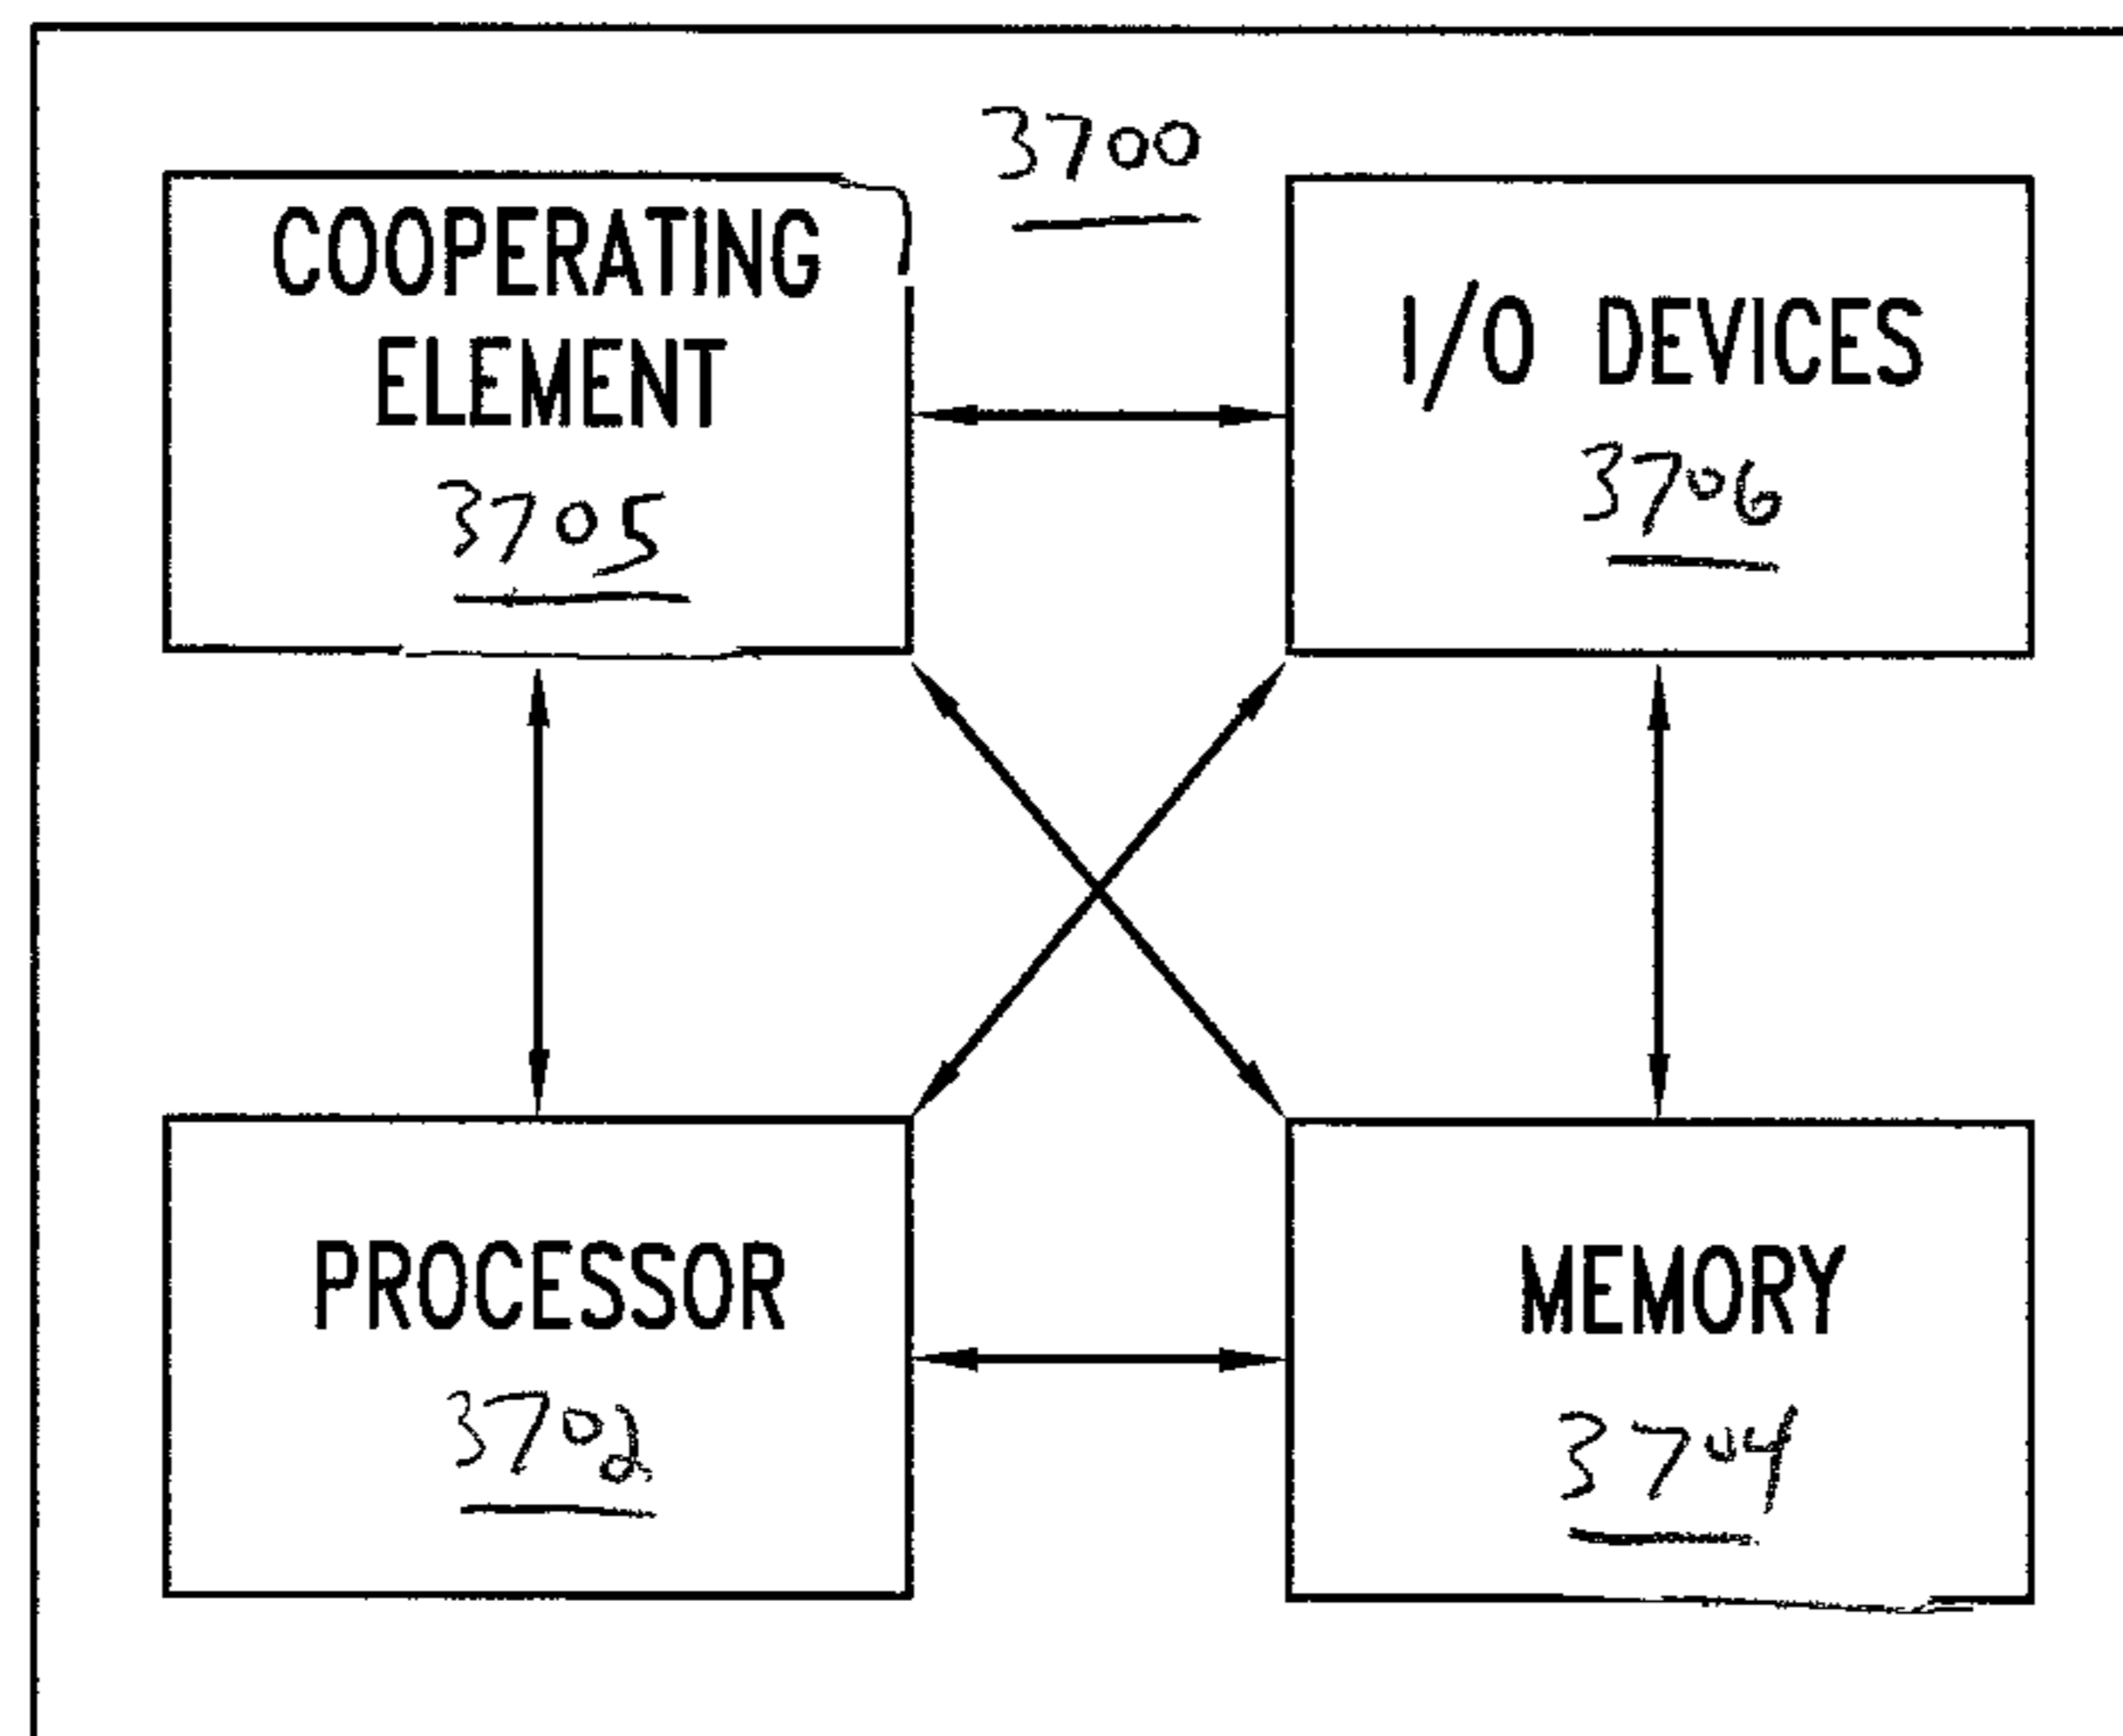 3700
COOPERATING
ELEMENT
3705
I/O DEVICES
3706
PROCESSOR
3702
MEMORY
3704